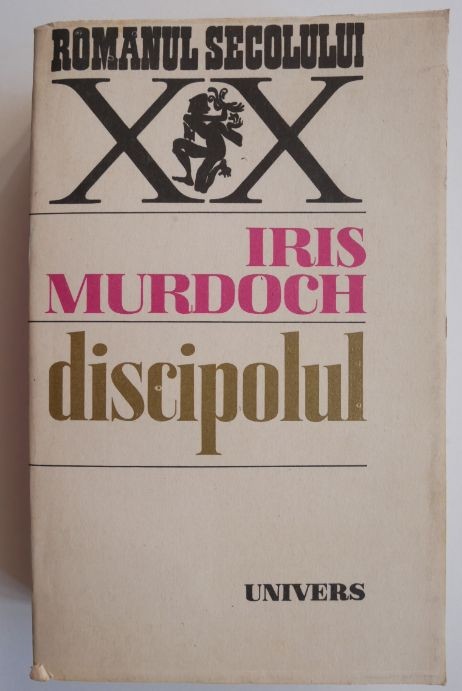 ROMANUL SECOLULUI
XX
IRIS
MURDOCH
discipolul
UNIVERS